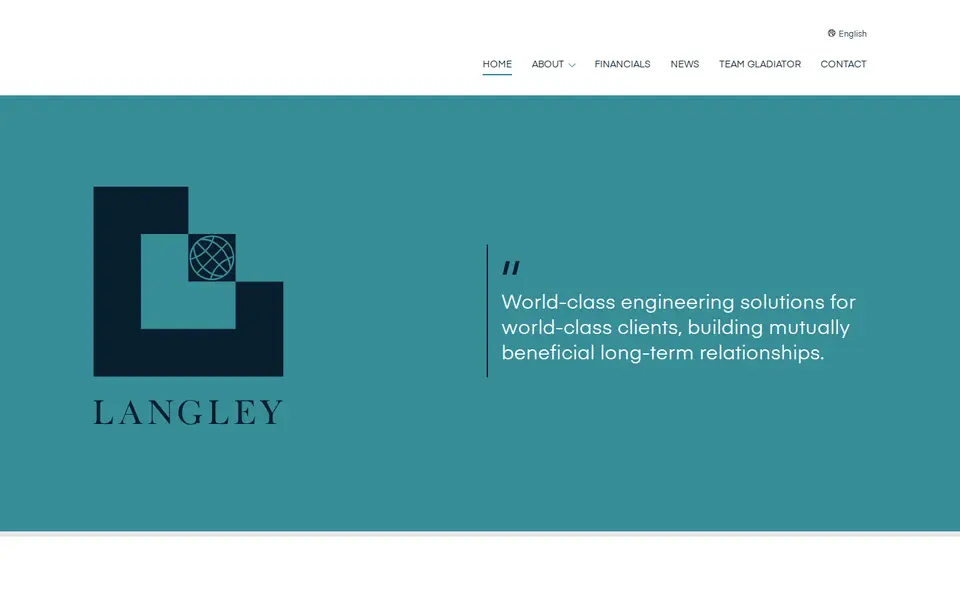 English
HOME ABOUT FINANCIALS NEWS TEAM GLADIATOR CONTACT
LANGLEY
"
World-class engineering solutions for
world-class clients, building mutually
beneficial long-term relationships.